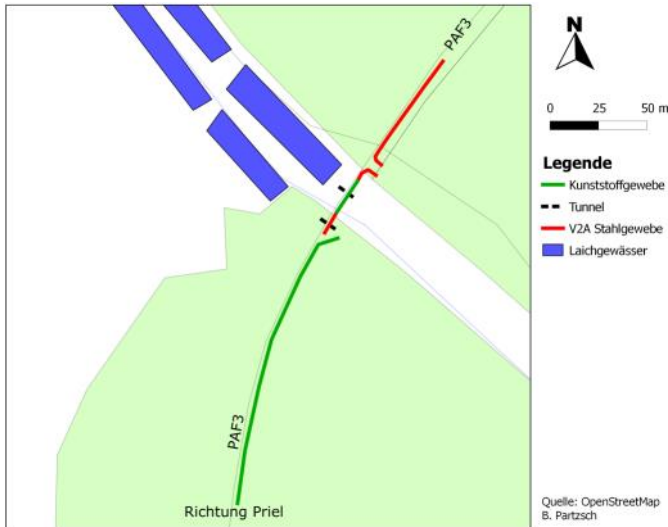 PAF3
N
0 25 50 m
Legende
Kunststoffgewebe
Tunnel
V2A Stahlgewebe
Laichgewässer
PAF3
Richtung Priel
Quelle: OpenStreetMap
B. Partzsch